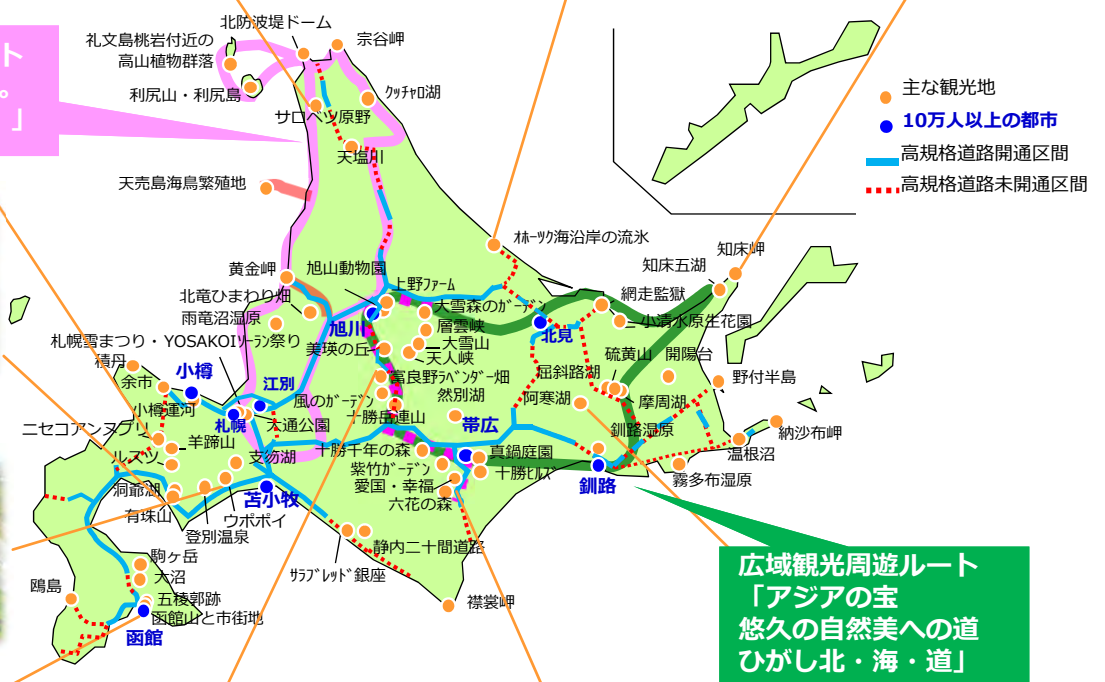 ト
」
北防波堤ドーム
宗谷岬
礼文島桃岩付近の
高山植物群落
利尻山・利尻島
クッチャロ湖
サロベツ原野
天塩川
天売島海鳥繁殖地
主な観光地
10万人以上の都市
高規格道路開通区間
高規格道路未開通区間
オホーツク海沿岸の流氷
知床岬
知床五湖
黄金岬
旭山動物園
上野ファーム
網走監獄
北竜ひまわり畑
大雪森のガーデン
小清水原生花園
雨竜沼湿原
旭川
層雲峡
北見
大雪山
札幌雪まつり・YOSAKOIソーラン祭り
美瑛の丘
天人峡
硫黄山
開陽台
積丹
小樽
屈斜路湖
野付半島
余市
江別
富良野ラベンダー畑
然別湖
阿寒湖
摩周湖
小樽運河
札幌
風のガーデン
大通公園
十勝岳連山
帯広
釧路湿原
納沙布岬
ニセコアンヌプリ
羊蹄山
温根沼
ルスツ
支笏湖
十勝千年の森
真鍋庭園
紫竹ガーデン
十勝ヒルズ
釧路
霧多布湿原
洞爺湖
苫小牧
愛国・幸福
有珠山
ウポポイ
六花の森
登別温泉
静内二十間道路
駒ヶ岳
大沼
サラブレッド銀座
鴎島
五稜郭跡
函館山と市街地
襟裳岬
函館
広域観光周遊ルート
「アジアの宝
悠久の自然美への道
ひがし北・海・道」